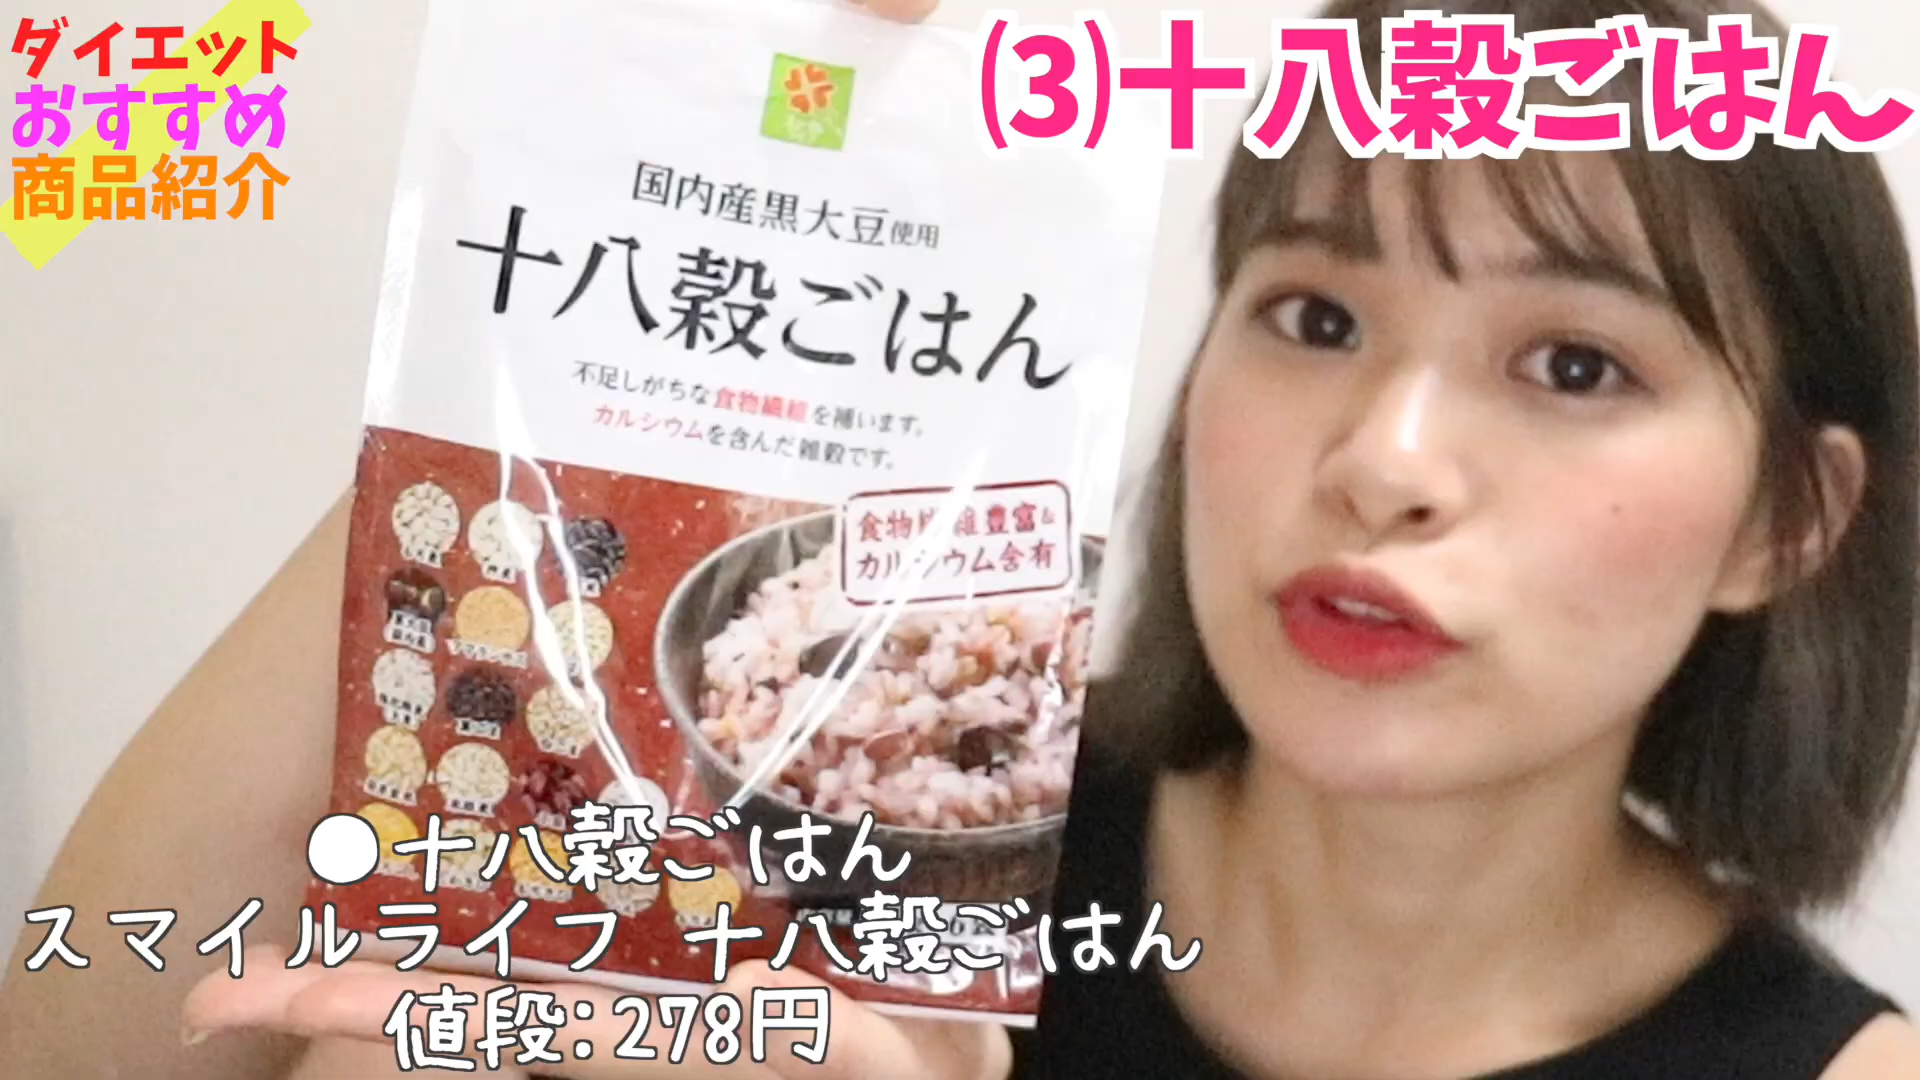 ダイエット
おすすめ
商品紹介
⑶十八穀ごはん
国内産黒大豆使用
十八穀ごはん
不足しがちな食物繊維を補います。
カルシウムを含んだ雑穀です。
食物繊維豊富&
カルシウム含有
●十八穀ごはん
スマイルライフ 十八穀ごはん
値段:278円